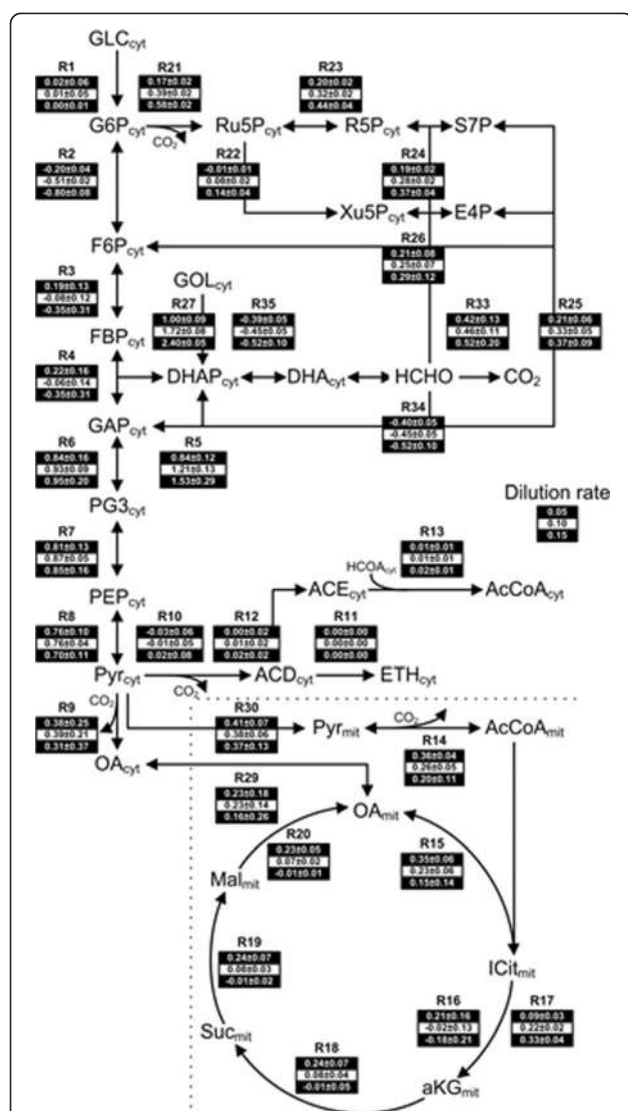 GLCcyt
R1
0.02±0.06
0.01±0.05
0.00±0.01
R21
0.17±0.02
0.39±0.02
0.58±0.02
R23
0.20±0.02
0.32±0.02
0.44±0.04
G6Pcyt
CO2
Ru5Pcyt
R5Pcyt
S7P
R2
-0.20±0.04
-0.51±0.02
-0.80±0.08
R22
-0.01±0.01
0.08±0.02
0.14±0.04
R24
0.19±0.02
0.28±0.02
0.37±0.04
Xu5Pcyt
E4P
F6Pcyt
R26
0.21±0.08
0.25±0.07
0.29±0.12
R3
0.19±0.13
-0.08±0.12
-0.35±0.31
GOLcyt
R27
1.00±0.09
1.72±0.08
2.40±0.05
R35
-0.39±0.05
-0.45±0.05
-0.52±0.10
R33
0.42±0.13
0.46±0.11
0.52±0.20
R25
0.21±0.06
0.33±0.05
0.37±0.09
FBPcyt
R4
0.22±0.16
-0.06±0.14
-0.35±0.31
DHAPcyt
DHAcyt
HCHO
CO2
GAPcyt
R34
-0.40±0.05
-0.45±0.05
-0.52±0.10
R6
0.84±0.16
0.93±0.09
0.95±0.20
R5
0.84±0.12
1.21±0.13
1.53±0.29
PG3cyt
Dilution rate
0.05
0.10
0.15
R7
0.81±0.13
0.87±0.05
0.85±0.16
R13
0.01±0.01
0.01±0.01
0.02±0.01
HCOAcyt
PEPcyt
ACEcyt
AcCoAcyt
R8
0.76±0.10
0.76±0.04
0.70±0.11
R10
-0.03±0.06
-0.01±0.05
0.02±0.08
R12
0.00±0.02
0.01±0.02
0.02±0.02
R11
0.00±0.00
0.00±0.00
0.00±0.00
Pyrcyt
CO2
ACDcyt
ETHcyt
R9
0.38±0.25
0.39±0.21
0.31±0.37
CO2
R30
0.41±0.07
0.38±0.06
0.37±0.13
Pyrmit
CO2
AcCoAmit
R14
0.36±0.04
0.26±0.05
0.20±0.11
OAcyt
R29
0.23±0.18
0.23±0.14
0.16±0.26
OAmit
R20
0.23±0.05
0.07±0.02
-0.01±0.01
R15
0.35±0.06
0.23±0.06
0.15±0.14
Malmit
R19
0.24±0.07
0.08±0.03
-0.01±0.02
ICitmit
R16
0.21±0.16
-0.02±0.13
-0.18±0.21
R17
0.09±0.03
0.22±0.02
0.33±0.04
Sucmit
R18
0.24±0.07
0.08±0.04
-0.01±0.05
aKGmit